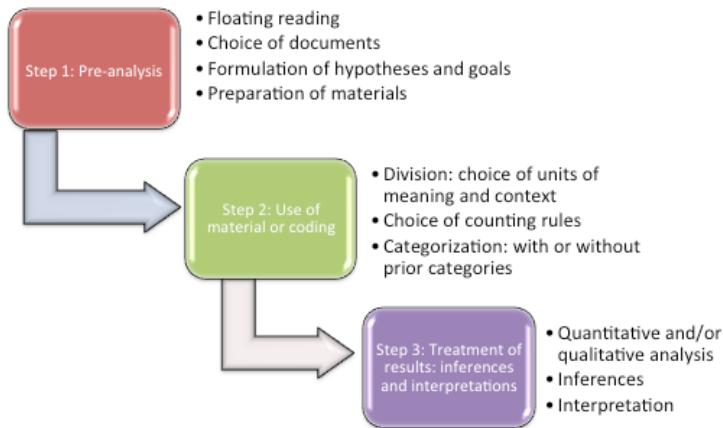 Step 1: Pre-analysis
• Floating reading
• Choice of documents
• Formulation of hypotheses and goals
• Preparation of materials
Step 2: Use of
material or coding
• Division: choice of units of
meaning and context
• Choice of counting rules
• Categorization: with or without
prior categories
Step 3: Treatment of
results: inferences
and interpretations
• Quantitative and/or
qualitative analysis
• Inferences
• Interpretation